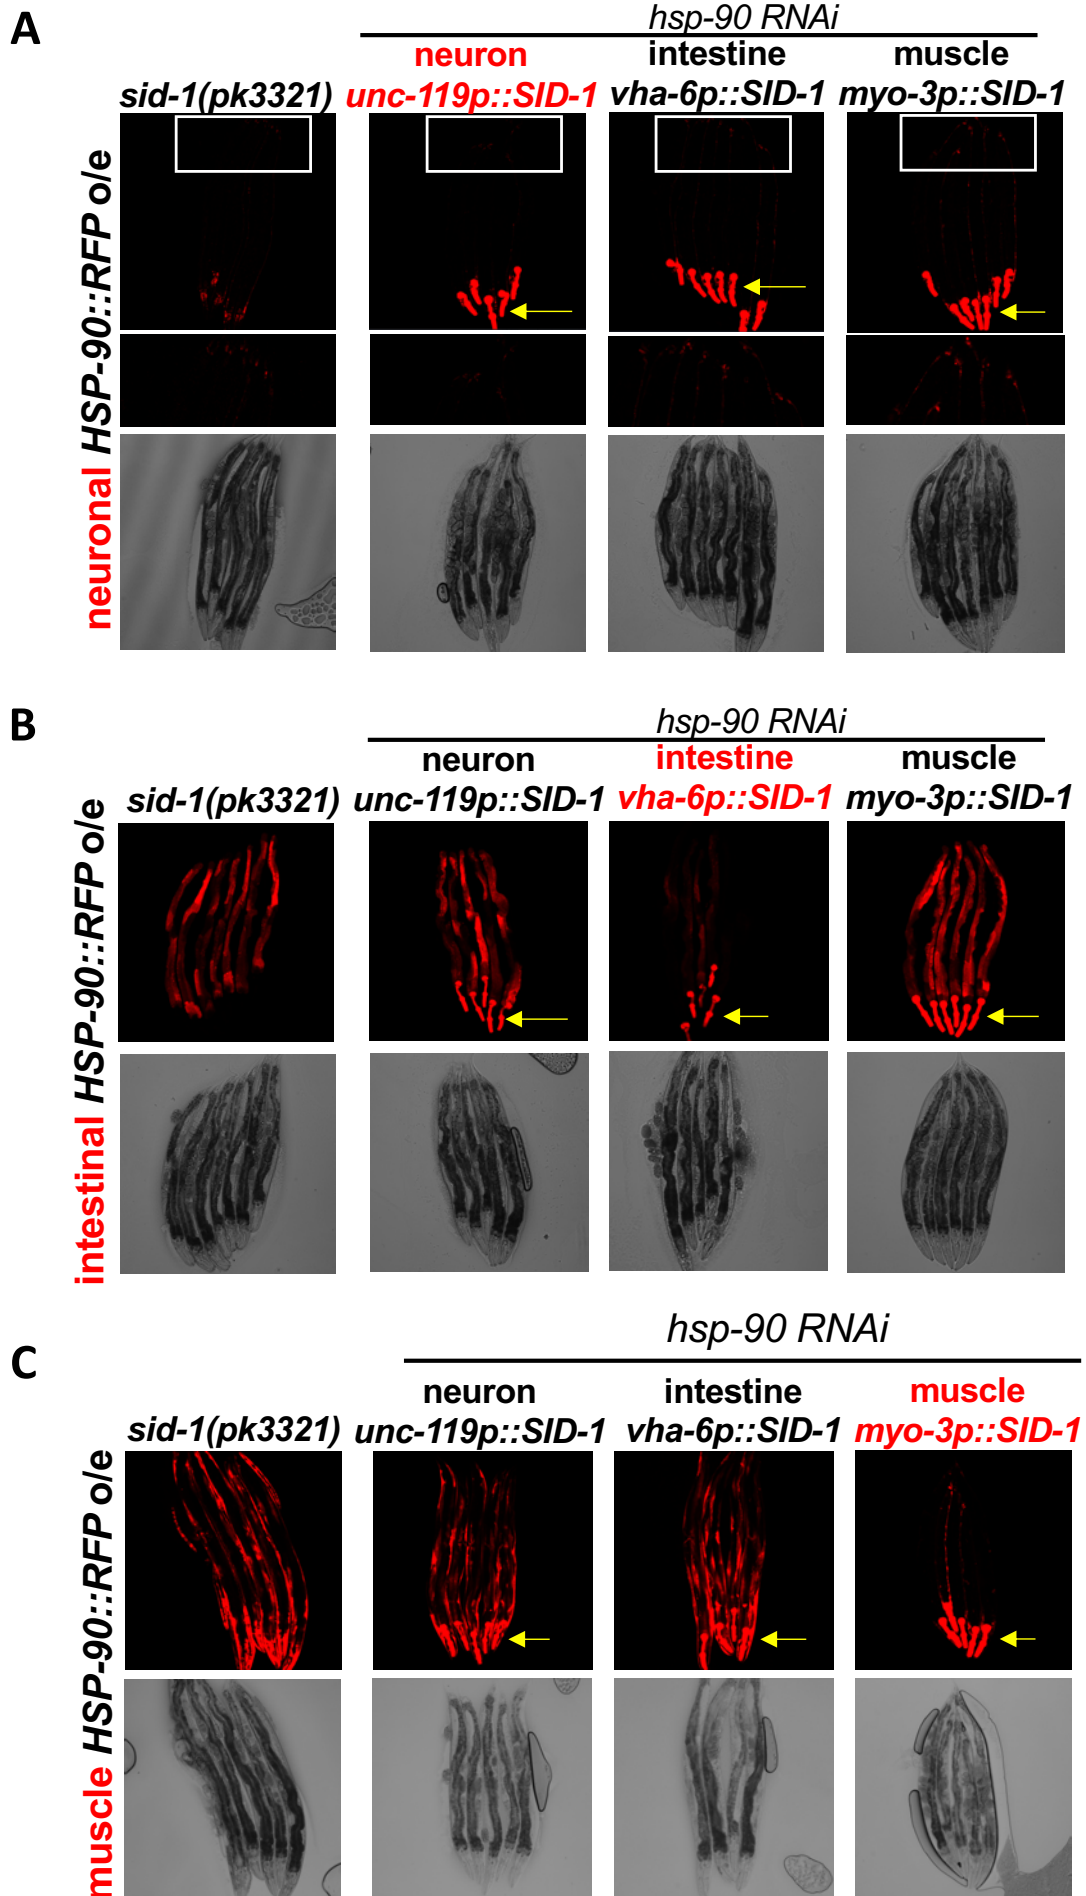 A
hsp-90 RNAi
neuron intestine muscle
sid-1(pk3321) unc-119p::SID-1 vha-6p::SID-1 myo-3p::SID-1
neuronal HSP-90::RFP o/e
B
hsp-90 RNAi
neuron intestine muscle
sid-1(pk3321) unc-119p::SID-1 vha-6p::SID-1 myo-3p::SID-1
intestinal HSP-90::RFP o/e
C
hsp-90 RNAi
neuron intestine muscle
sid-1(pk3321) unc-119p::SID-1 vha-6p::SID-1 myo-3p::SID-1
muscle HSP-90::RFP o/e